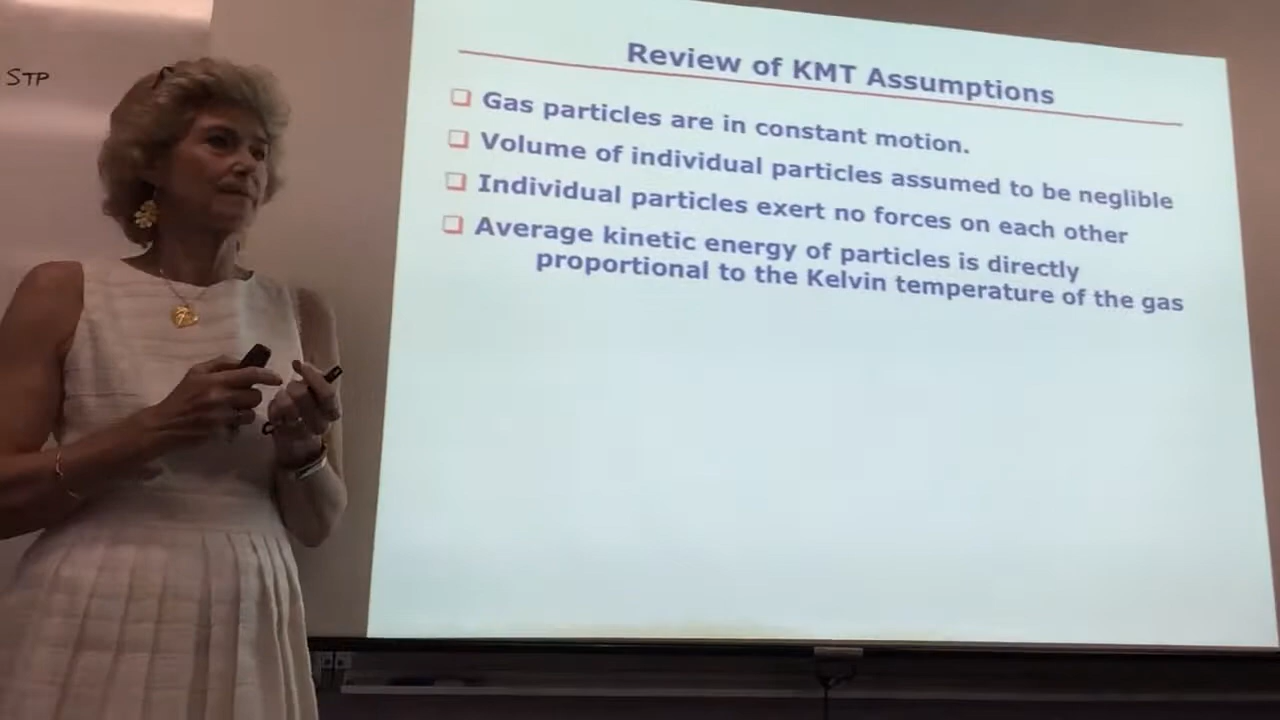 STP
Review of KMT Assumptions
Gas particles are in constant motion.
Volume of individual particles assumed to be neglible
Individual particles exert no forces on each other
Average kinetic energy of particles is directly
proportional to the Kelvin temperature of the gas